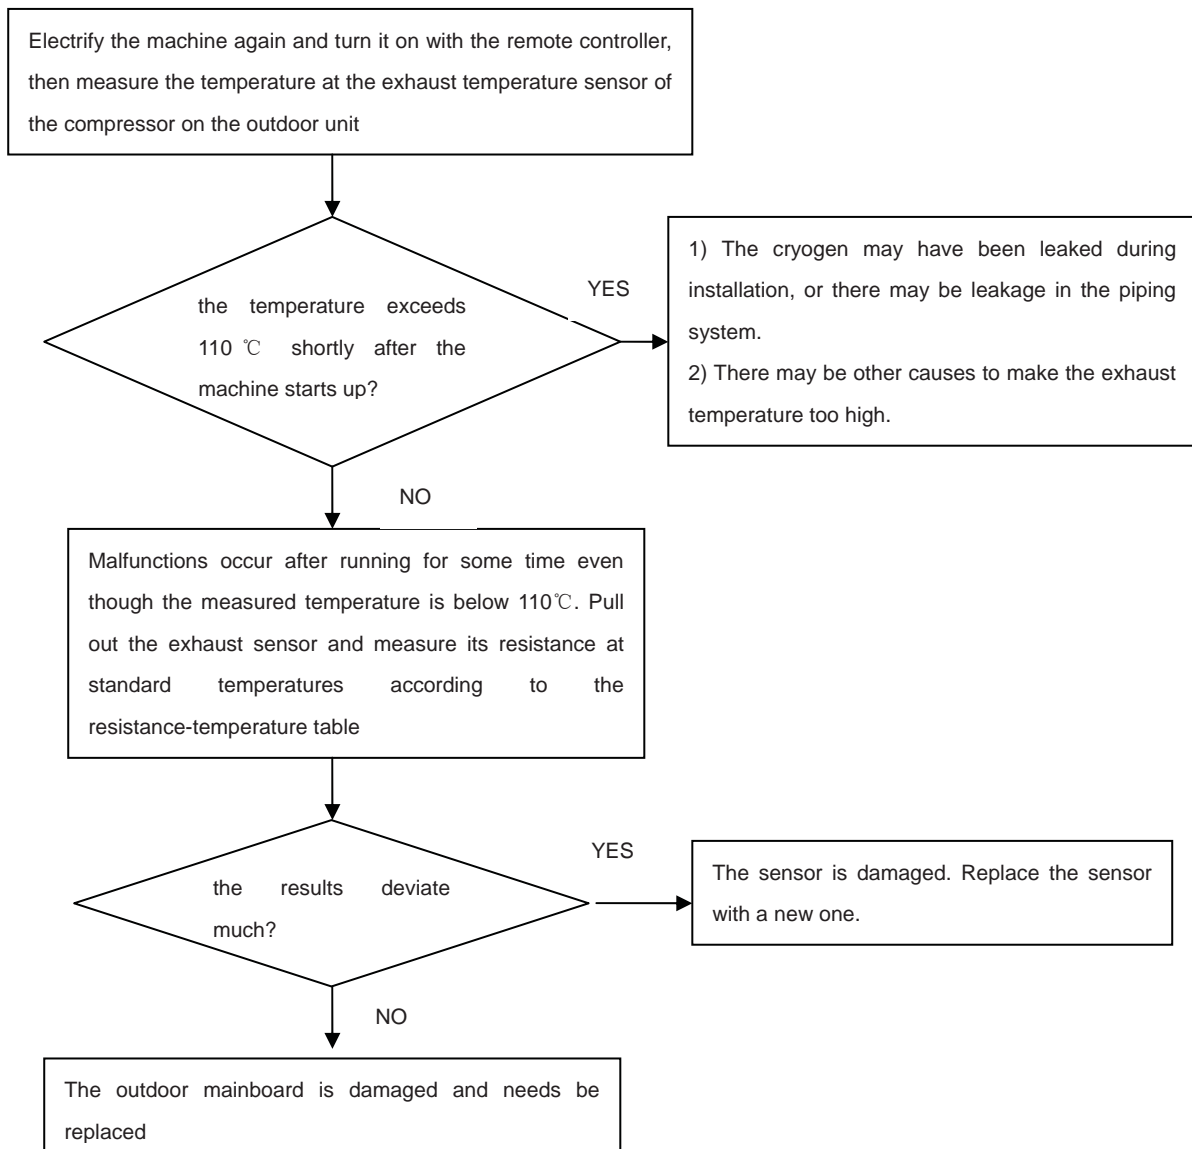 Electrify the machine again and turn it on with the remote controller,
then measure the temperature at the exhaust temperature sensor of
the compressor on the outdoor unit
the temperature exceeds
110 ℃ shortly after the
machine starts up?
YES
1) The cryogen may have been leaked during
installation, or there may be leakage in the piping
system.
2) There may be other causes to make the exhaust
temperature too high.
NO
Malfunctions occur after running for some time even
though the measured temperature is below 110℃. Pull
out the exhaust sensor and measure its resistance at
standard temperatures according to the
resistance-temperature table
the results deviate
much?
YES
The sensor is damaged. Replace the sensor
with a new one.
NO
The outdoor mainboard is damaged and needs be
replaced